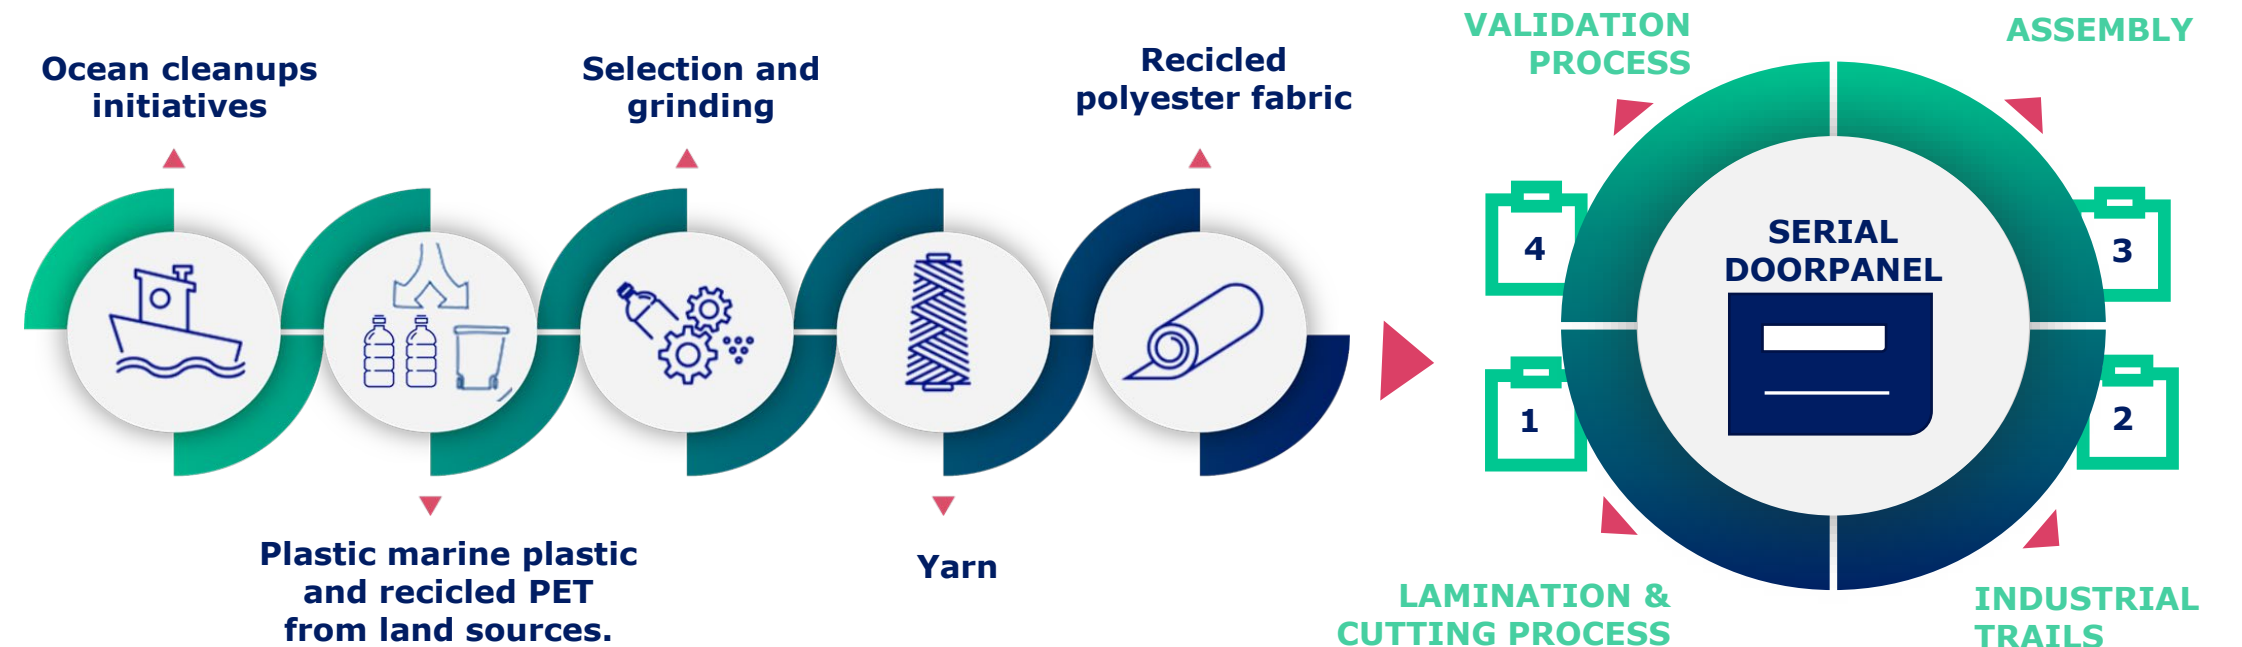 Ocean cleanups
initiatives
Plastic marine plastic
and recicled PET
from land sources.
Selection and
grinding
Yarn
Recicled
polyester fabric
VALIDATION
PROCESS
ASSEMBLY
4
3
SERIAL
DOORPANEL
1
2
LAMINATION &
CUTTING PROCESS
INDUSTRIAL
TRAILS